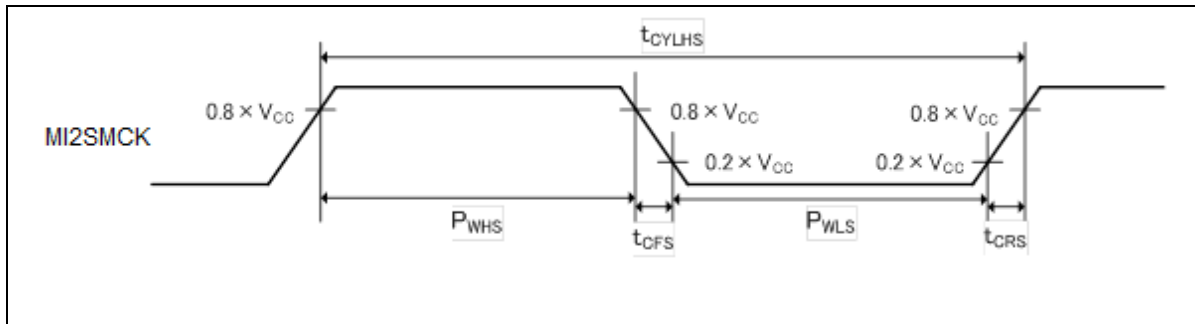 tCYLHS
0.8 × VCC
0.8 × VCC
0.8 × VCC
MI2SMCK
0.2 × VCC
0.2 × VCC
PWHS
PWLS
tCFS
tCRS